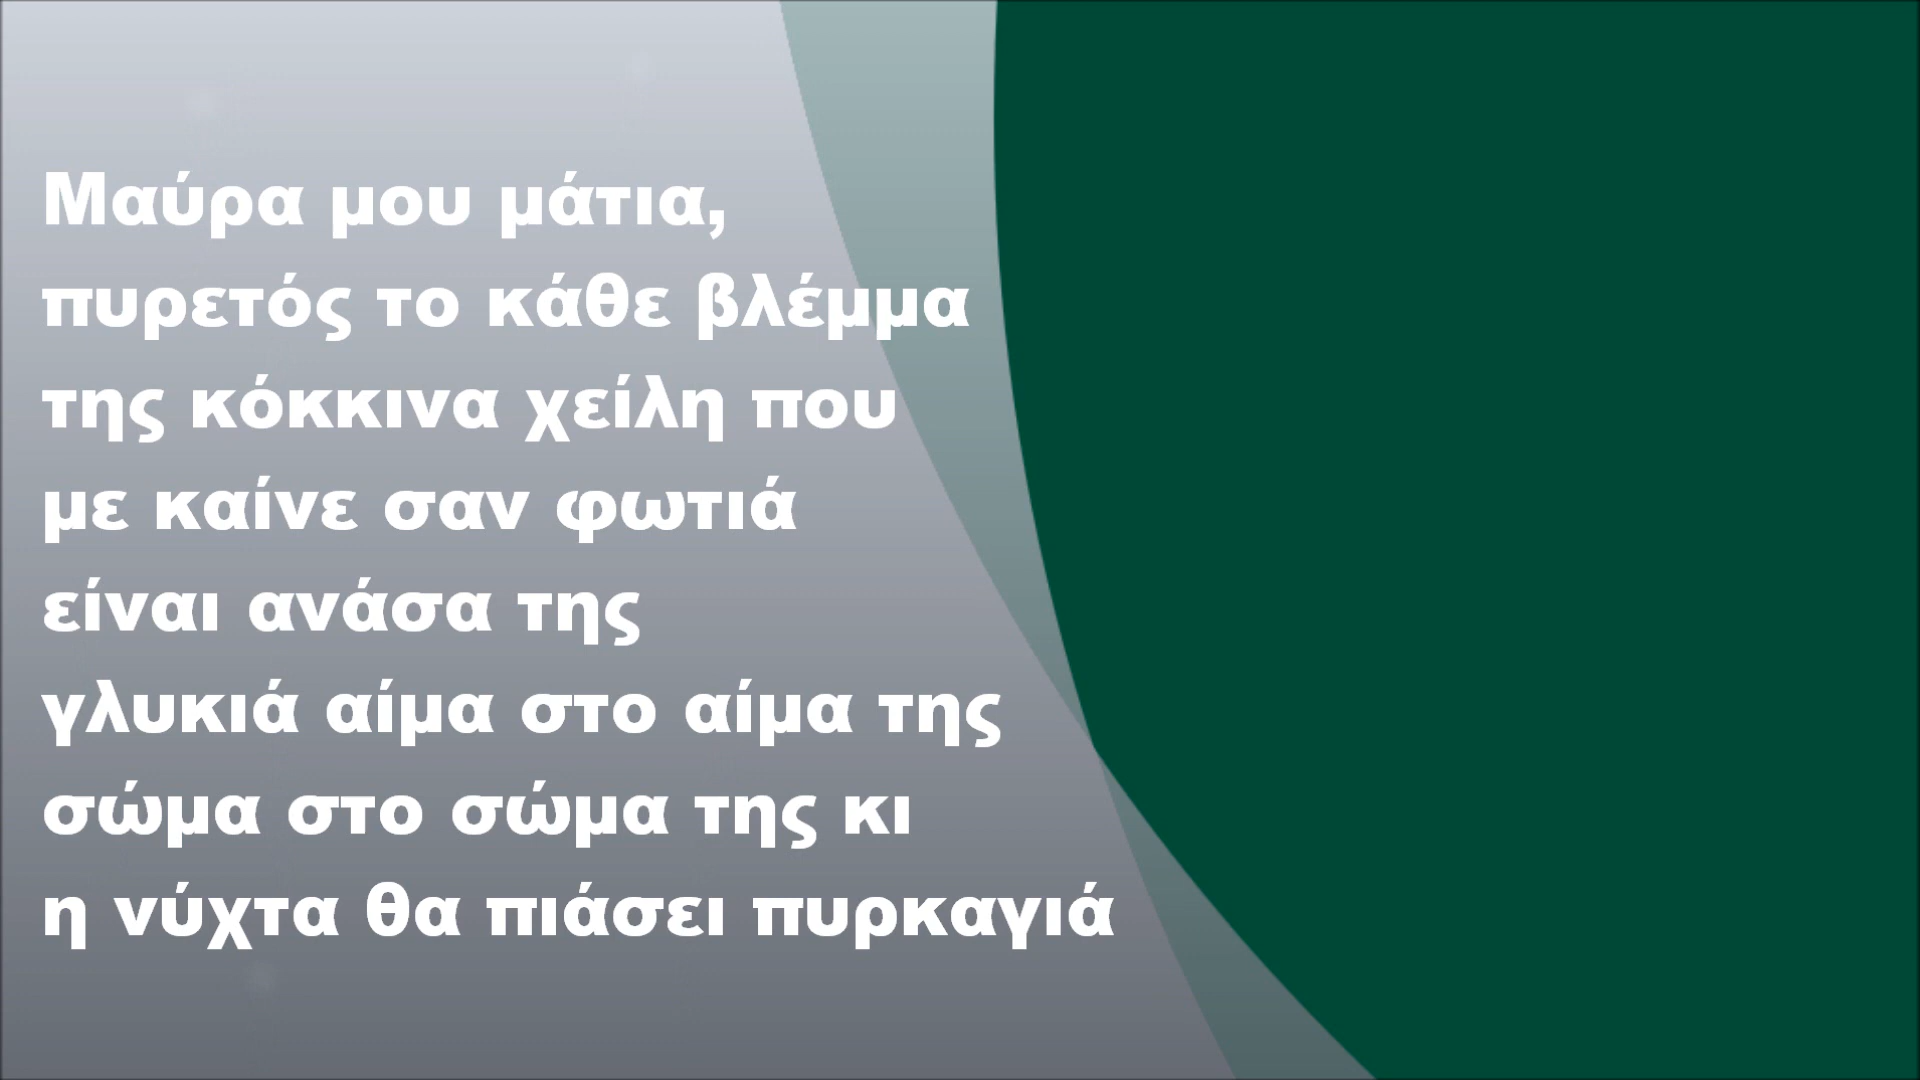 Μαύρα μου μάτια,
πυρετός το κάθε βλέμμα
της κόκκινα χείλη που
με καίνε σαν φωτιά
είναι ανάσα της
γλυκιά αίμα στο αίμα της
σώμα στο σώμα της κι
η νύχτα θα πιάσει πυρκαγιά